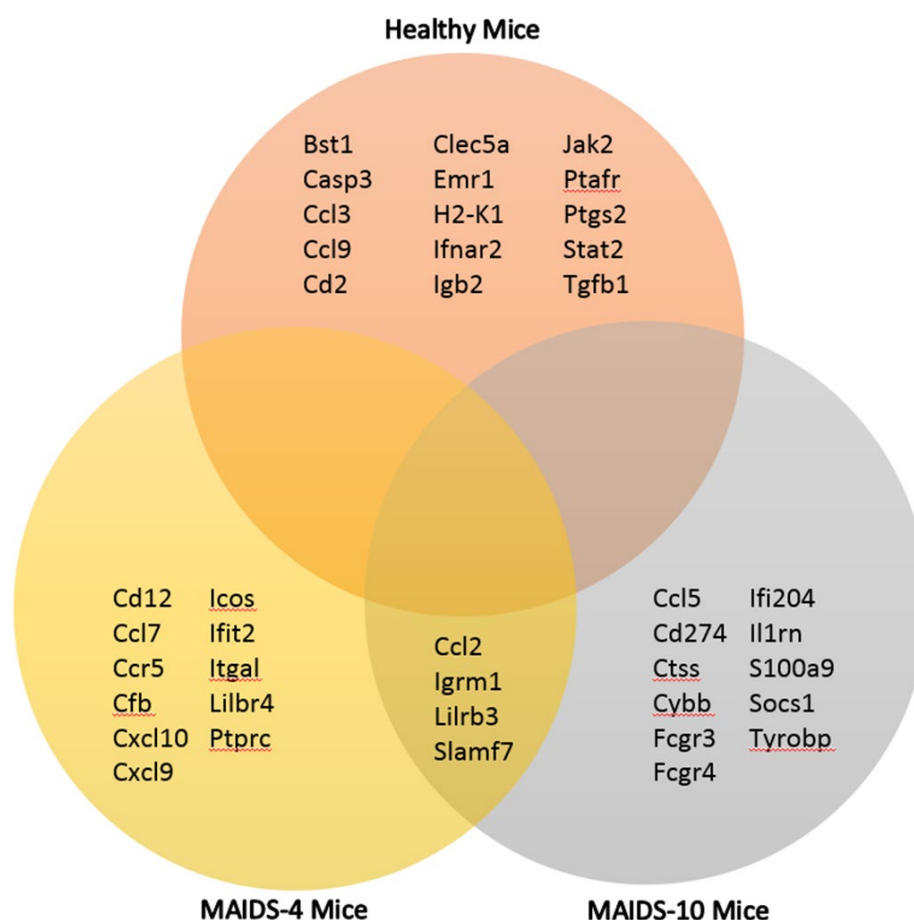 Healthy Mice
Bst1 Clec5a Jak2
Casp3 Emr1 Ptafr
Ccl3 H2-K1 Ptgs2
Ccl9 Ifnar2 Stat2
Cd2 Igb2 Tgfb1
Cd12 Icos
Ccl7 Ifit2
Ccr5 Itgal
Cfb Lilbr4
Cxcl10 Ptprc
Cxcl9
Ccl2
Igrm1
Lilrb3
Slamf7
Ccl5 Ifi204
Cd274 Il1rn
Ctss S100a9
Cybb Socs1
Fcgr3 Tyrobp
Fcgr4
MAIDS-4 Mice
MAIDS-10 Mice